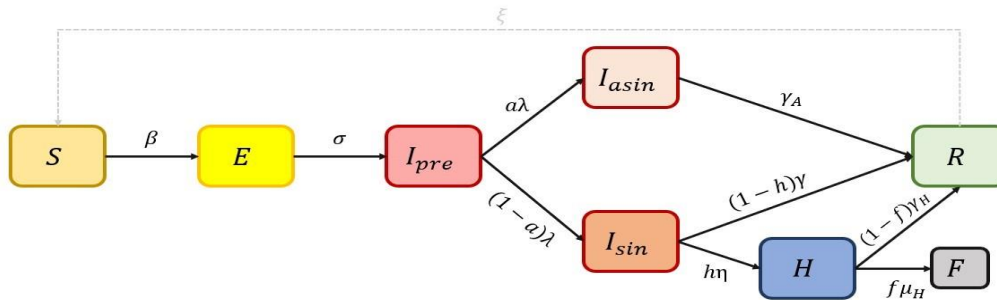 ξ
I_asin
aλ
γ_A
S
β
E
σ
I_pre
R
(1−a)λ
(1−h)γ
(1−f)γ_H
I_sin
hη
H
fμ_H
F